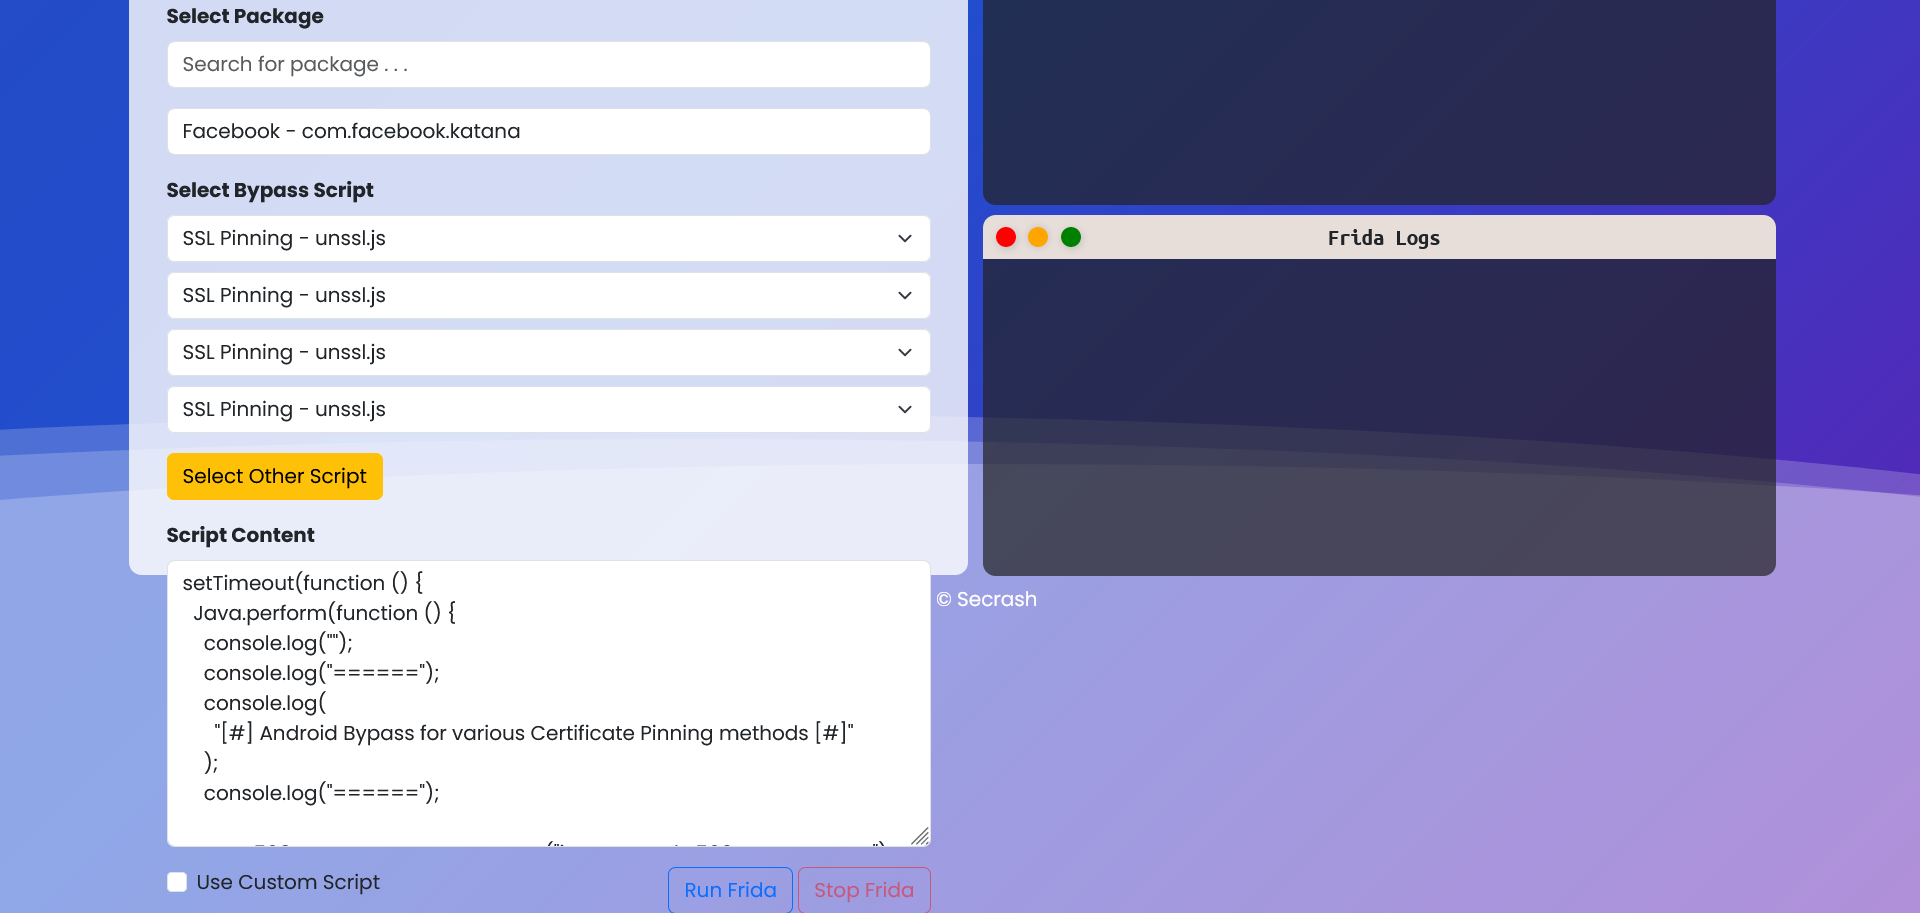 Select Package
Search for package . . .
Facebook - com.facebook.katana
Select Bypass Script
SSL Pinning - unssl.js
SSL Pinning - unssl.js
SSL Pinning - unssl.js
SSL Pinning - unssl.js
Select Other Script
Script Content
setTimeout(function () {
Java.perform(function () {
console.log("");
console.log("======");
console.log(
"[#] Android Bypass for various Certificate Pinning methods [#]"
);
console.log("======");
Use Custom Script
Run Frida
Stop Frida
Frida Logs
© Secrash